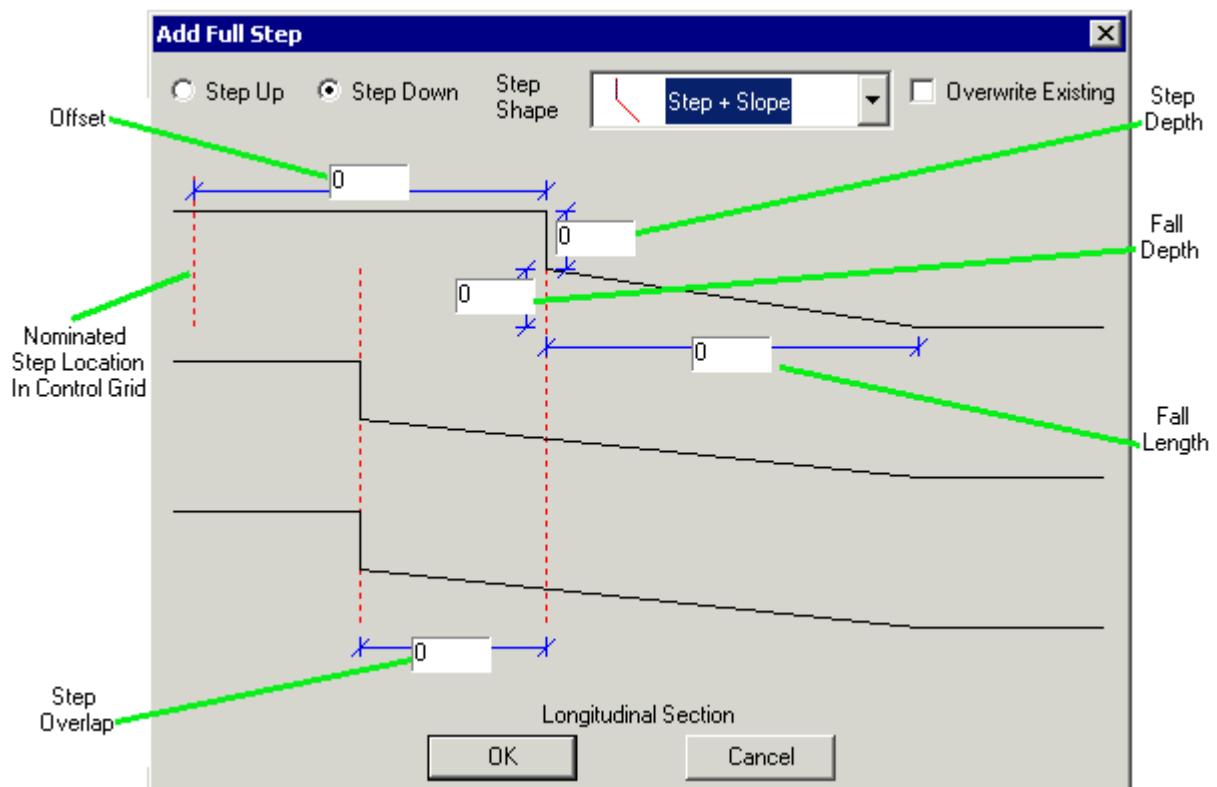 Add Full Step
Step Up
Step Down
Step
Shape
Step + Slope
Overwrite Existing
Step
Depth
Offset
0
0
Fall
Depth
0
Nominated
Step Location
In Control Grid
0
Fall
Length
0
Step
Overlap
Longitudinal Section
OK
Cancel